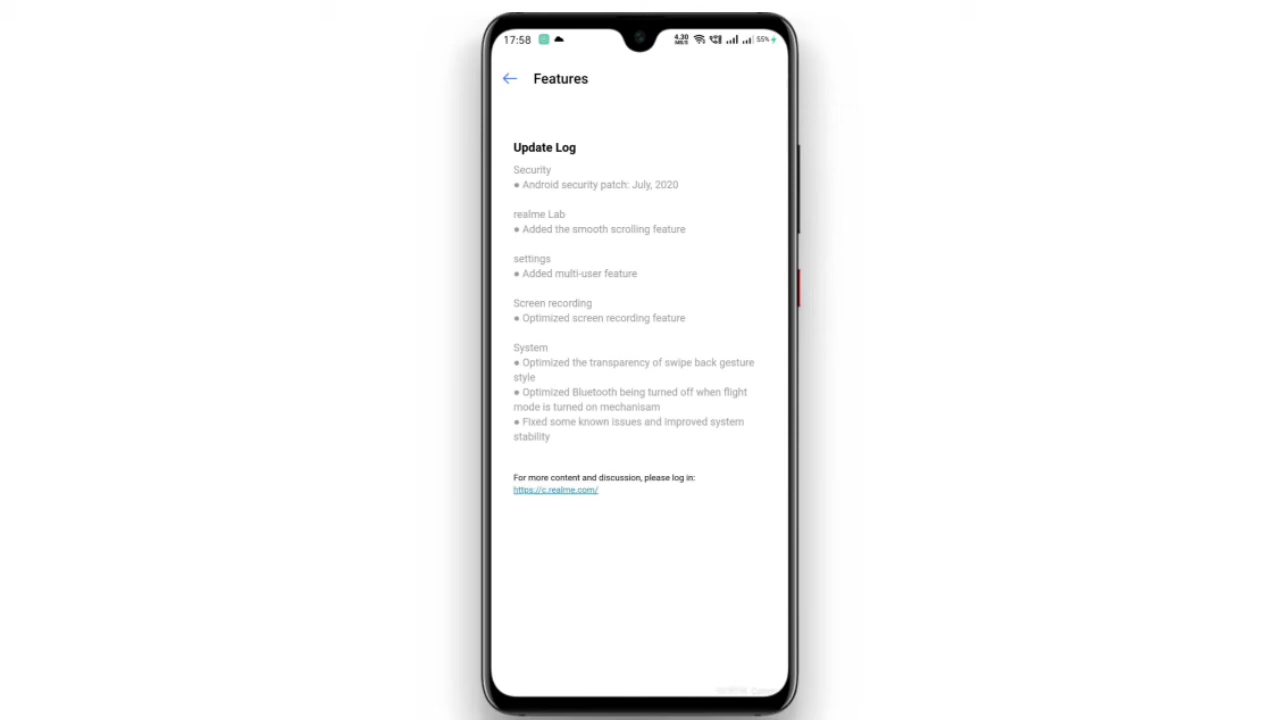 17:58
4.30
55%
Features
Update Log
Security
● Android security patch: July, 2020
realme Lab
● Added the smooth scrolling feature
settings
● Added multi-user feature
Screen recording
● Optimized screen recording feature
System
● Optimized the transparency of swipe back gesture
style
● Optimized Bluetooth being turned off when flight
mode is turned on mechanisam
● Fixed some known issues and improved system
stability
For more content and discussion, please log in:
https://c.realme.com/